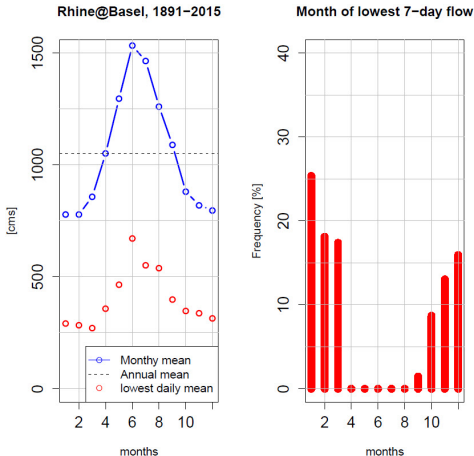 Rhine@Basel, 1891−2015
1500
1000
500
0
[cms]
Monthy mean
Annual mean
lowest daily mean
2 4 6 8 10
months
Month of lowest 7−day flow
40
30
20
10
0
Frequency [%]
2 4 6 8 10
months